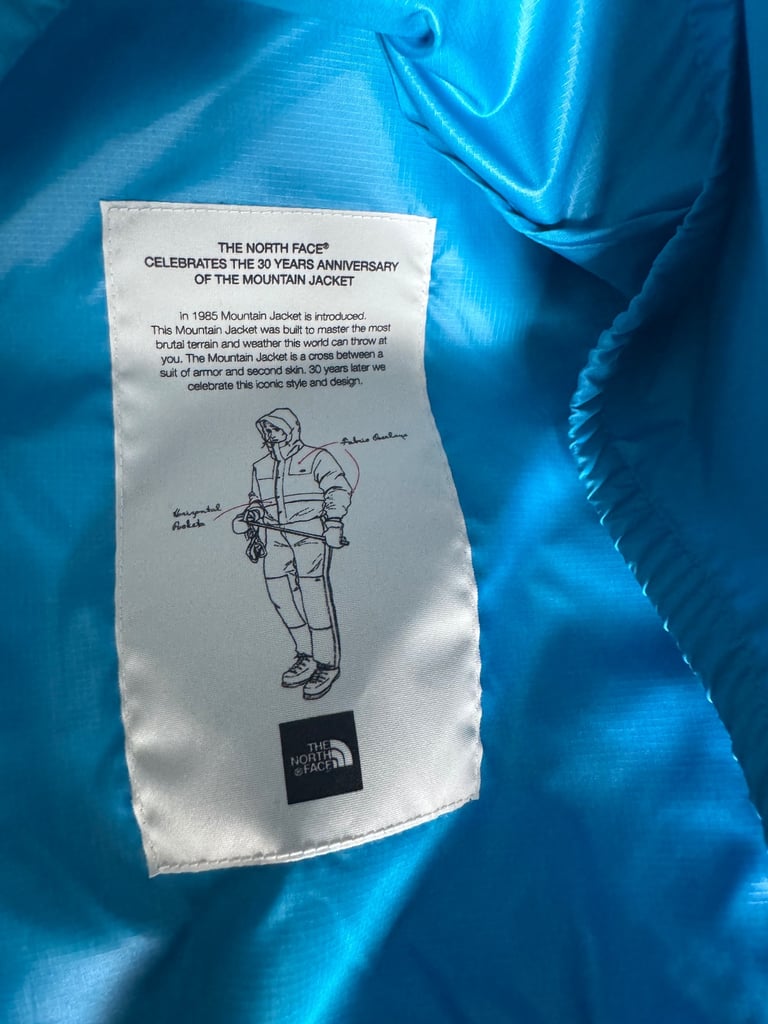 THE NORTH FACE®
CELEBRATES THE 30 YEARS ANNIVERSARY
OF THE MOUNTAIN JACKET
In 1985 Mountain Jacket is introduced.
This Mountain Jacket was built to master the most
brutal terrain and weather this world can throw at
you. The Mountain Jacket is a cross between a
suit of armor and second skin. 30 years later we
celebrate this iconic style and design.
Fabric Overlays
Horizontal
Pockets
THE
NORTH
®FACE